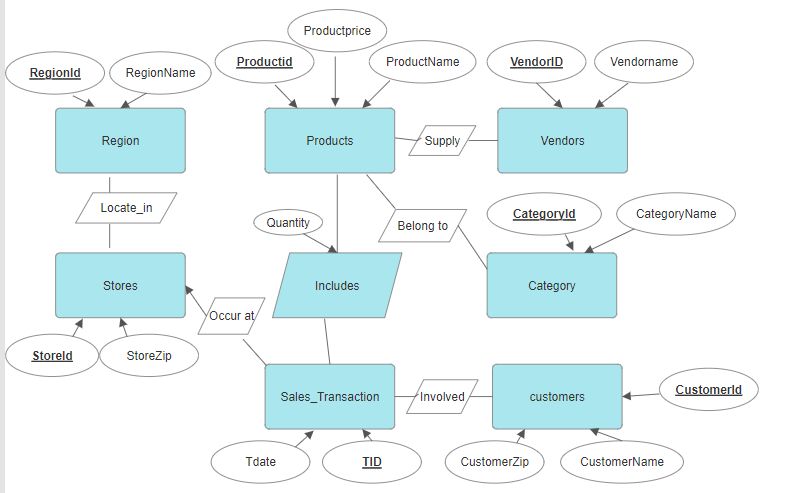 Productprice
RegionId
RegionName
Productid
ProductName
VendorID
Vendorname
Region
Products
Supply
Vendors
Locate_in
Quantity
Belong to
CategoryId
CategoryName
Stores
Includes
Category
Occur at
StoreId
StoreZip
Sales_Transaction
Involved
customers
CustomerId
Tdate
TID
CustomerZip
CustomerName